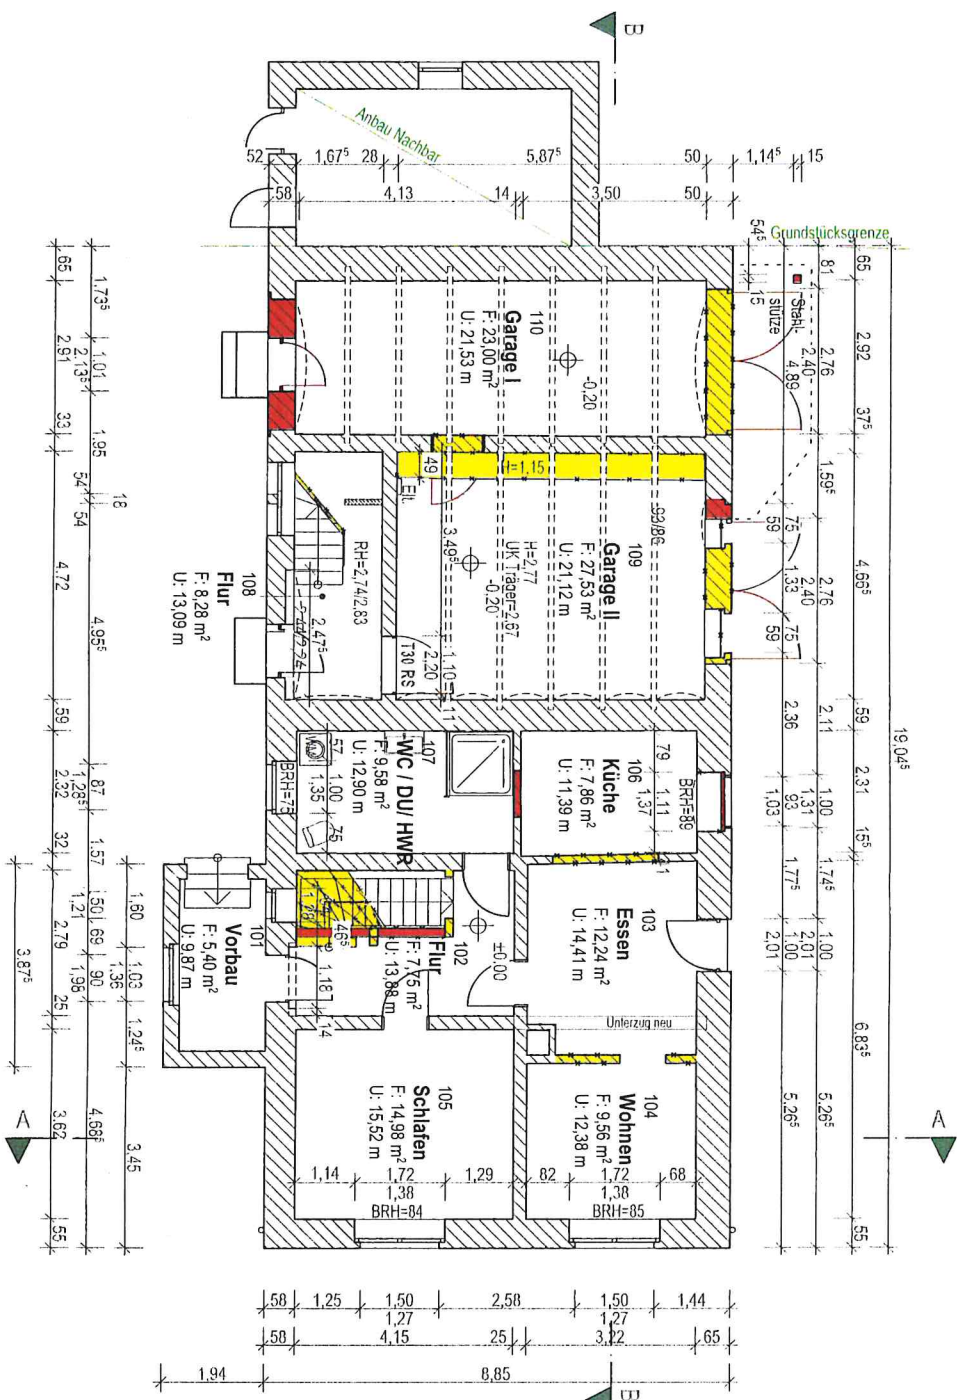 B
Anbau Nachbar
52
1,67⁵
28
5,87⁵
50
1,14⁵
15
58
4,13
14
3,50
50
Grundstücksgrenze
54⁵
15
Stahl-
stütze
81
2,76
2,40
4,89
65
2,92
37⁵
1,59⁵
19,04⁵
65
1,73⁵
2,91
1,01
2,13⁵
33
1,95
110
Garage I
F: 23,00 m²
U: 21,53 m
-0,20
49
H=1,15
93/86
109
Garage II
F: 27,53 m²
U: 21,12 m
H=2,77
UK Träger=2,67
-0,20
3,49⁵
RH=2,74/2,83
2,47⁵
T30 RS
2,20
1,10
11
108
Flur
F: 8,28 m²
U: 13,09 m
54
54
18
4,72
4,95⁵
59
75
59
1,33
2,40
2,76
75
59
4,66⁵
2,36
2,11
59
107
WC / DU/ HWR
F: 9,58 m²
U: 12,90 m
57
1,00
1,35
75
BRH=75
87
1,28⁵
2,32
32
1,57
106
Küche
F: 7,86 m²
U: 11,39 m
79
1,11
1,37
BRH=89
1,00
1,31
93
1,03
2,31
15⁵
1,77⁵
1,74⁵
103
Essen
F: 12,24 m²
U: 14,41 m
1,00
2,01
1,00
2,01
6,83⁵
±0,00
102
Flur
F: 7,75 m²
U: 13,88 m
46⁵
1,18
14
101
Vorbau
F: 5,40 m²
U: 9,87 m
1,60
50
1,21
69
2,79
1,03
1,36
90
1,98
25
1,24⁵
3,87⁵
Unterzug neu
104
Wohnen
F: 9,56 m²
U: 12,38 m
105
Schlafen
F: 14,98 m²
U: 15,52 m
5,26⁵
5,26⁵
4,68⁵
3,62
3,45
A
A
1,14
1,72
1,29
82
1,72
68
1,38
1,38
BRH=84
BRH=85
55
55
58
1,25
1,50
2,58
1,50
1,44
1,27
1,27
58
4,15
25
3,22
65
1,94
8,85
B